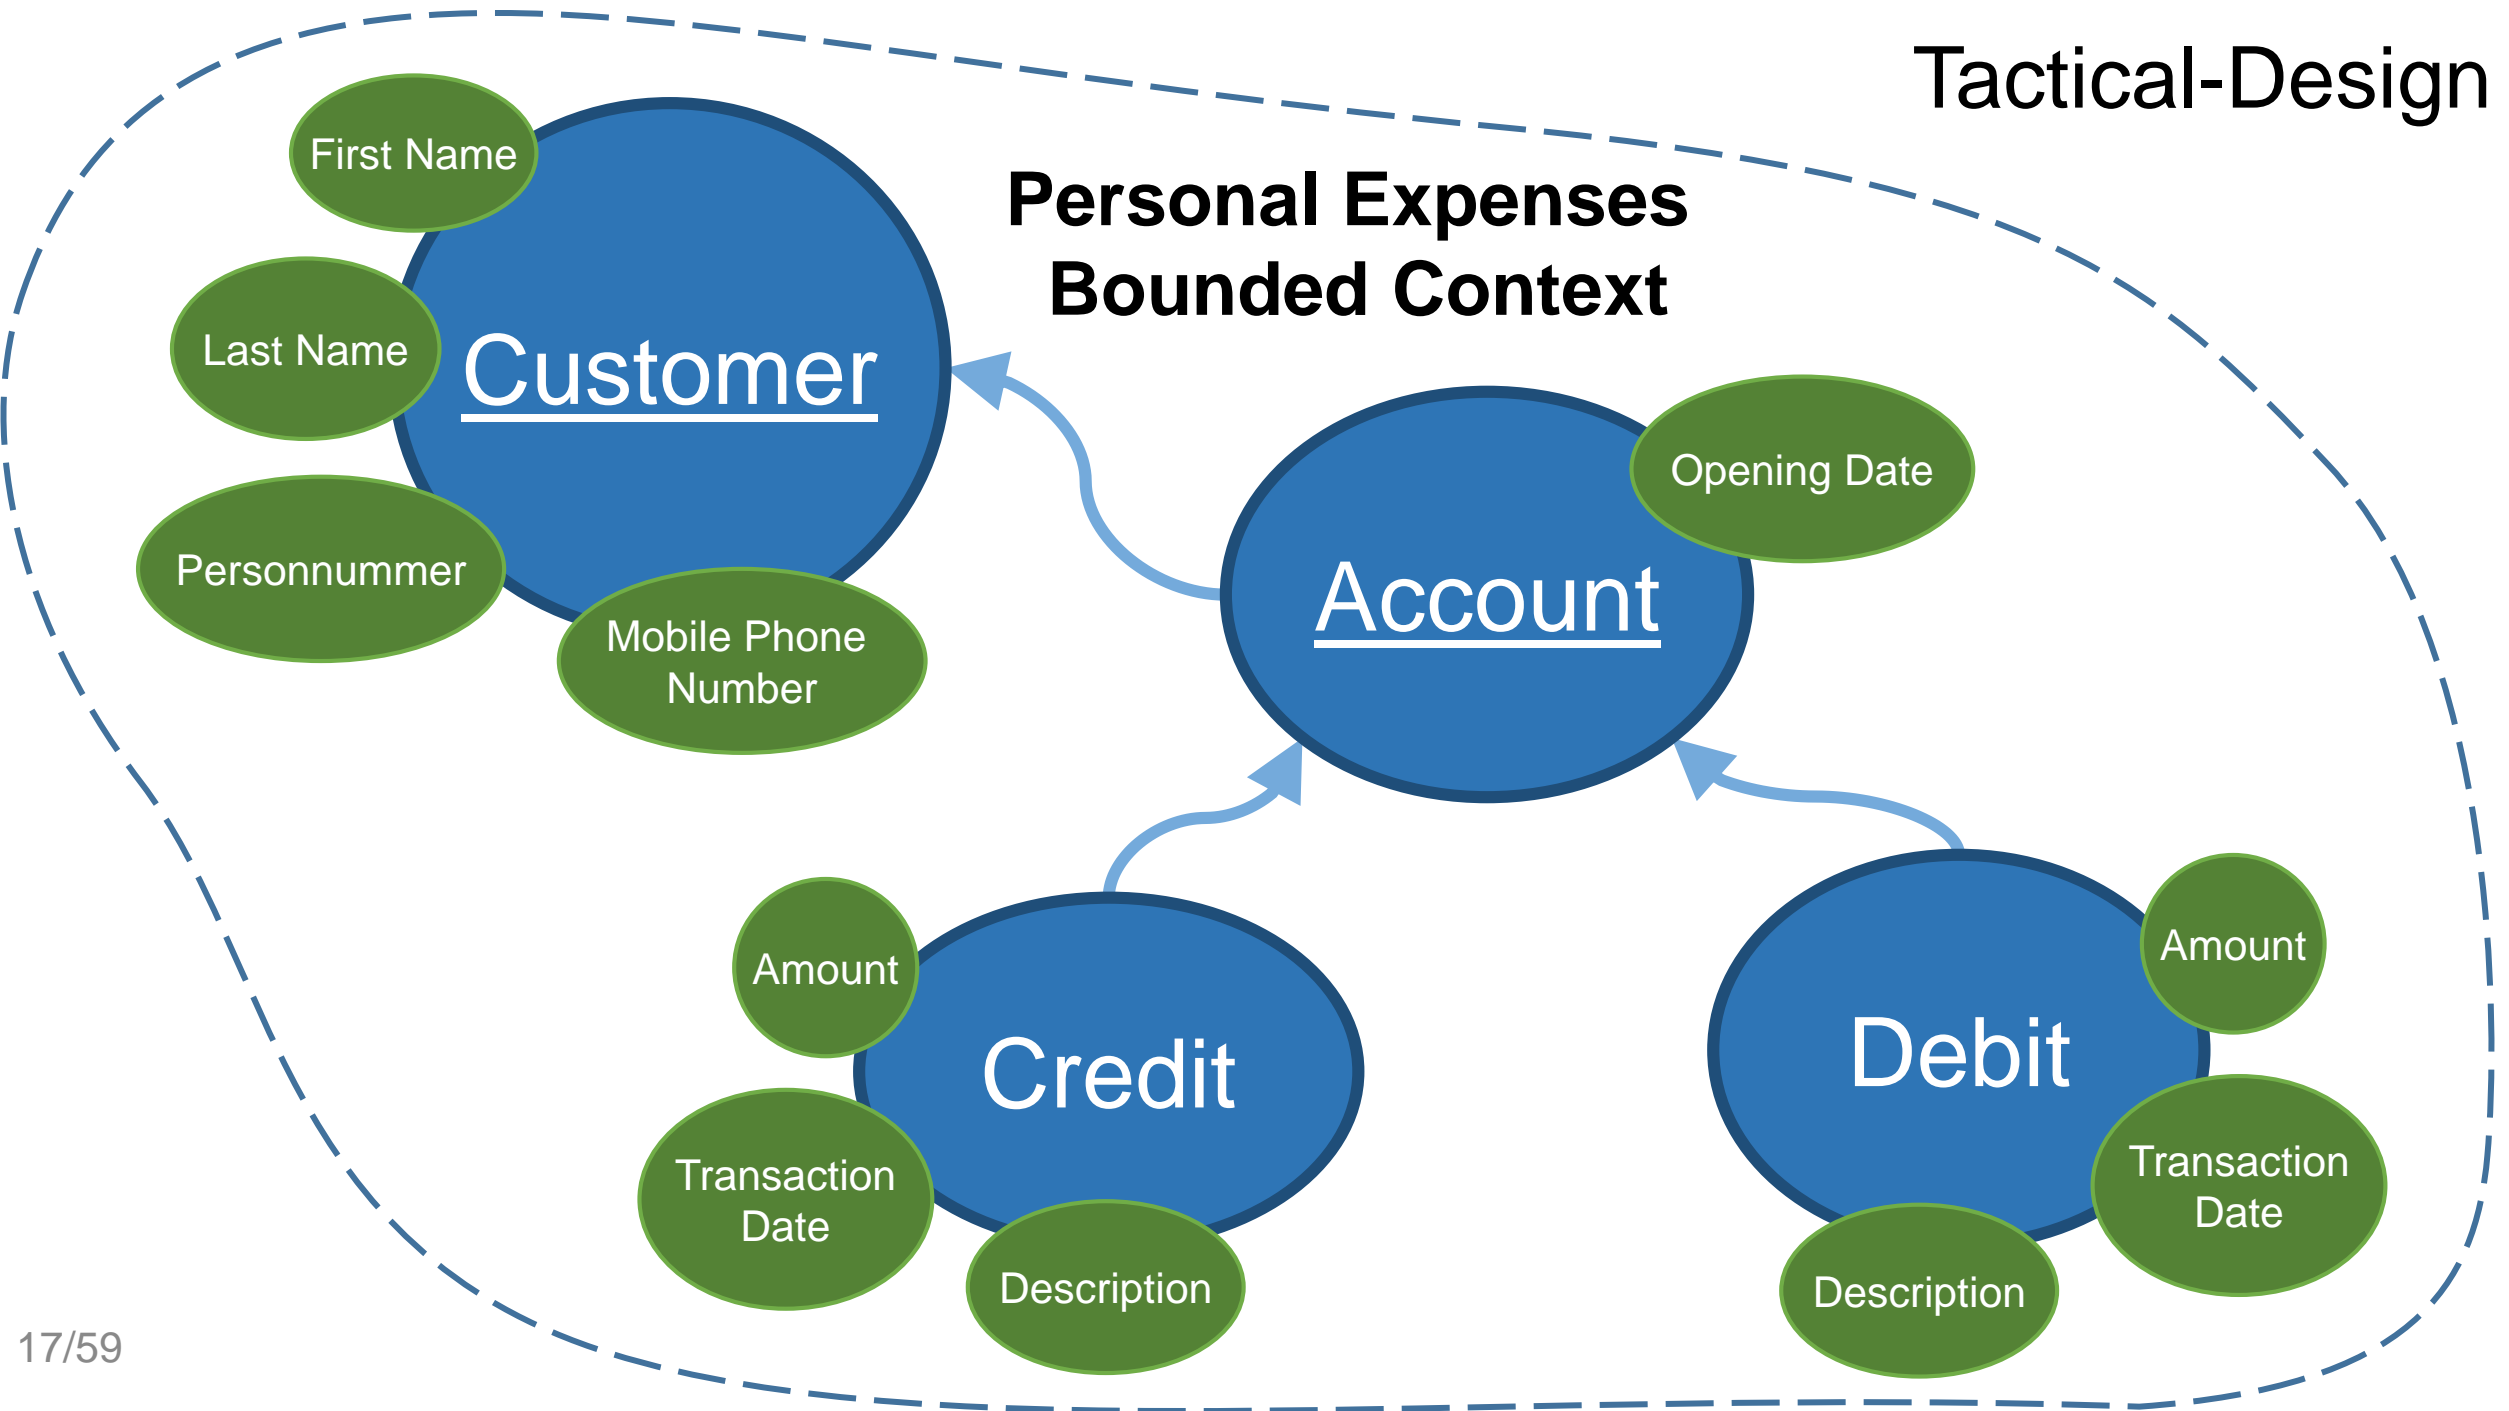 Tactical-Design
Personal Expenses
Bounded Context
First Name
Last Name
Customer
Personnummer
Mobile Phone
Number
Opening Date
Account
Amount
Credit
Transaction
Date
Description
Amount
Debit
Transaction
Date
Description
17/59